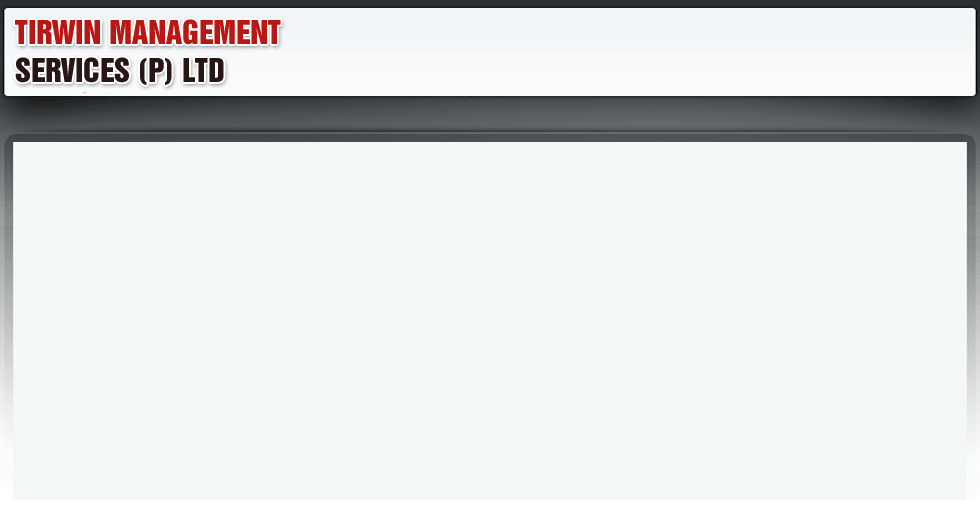 TIRWIN MANAGEMENT
SERVICES (P) LTD